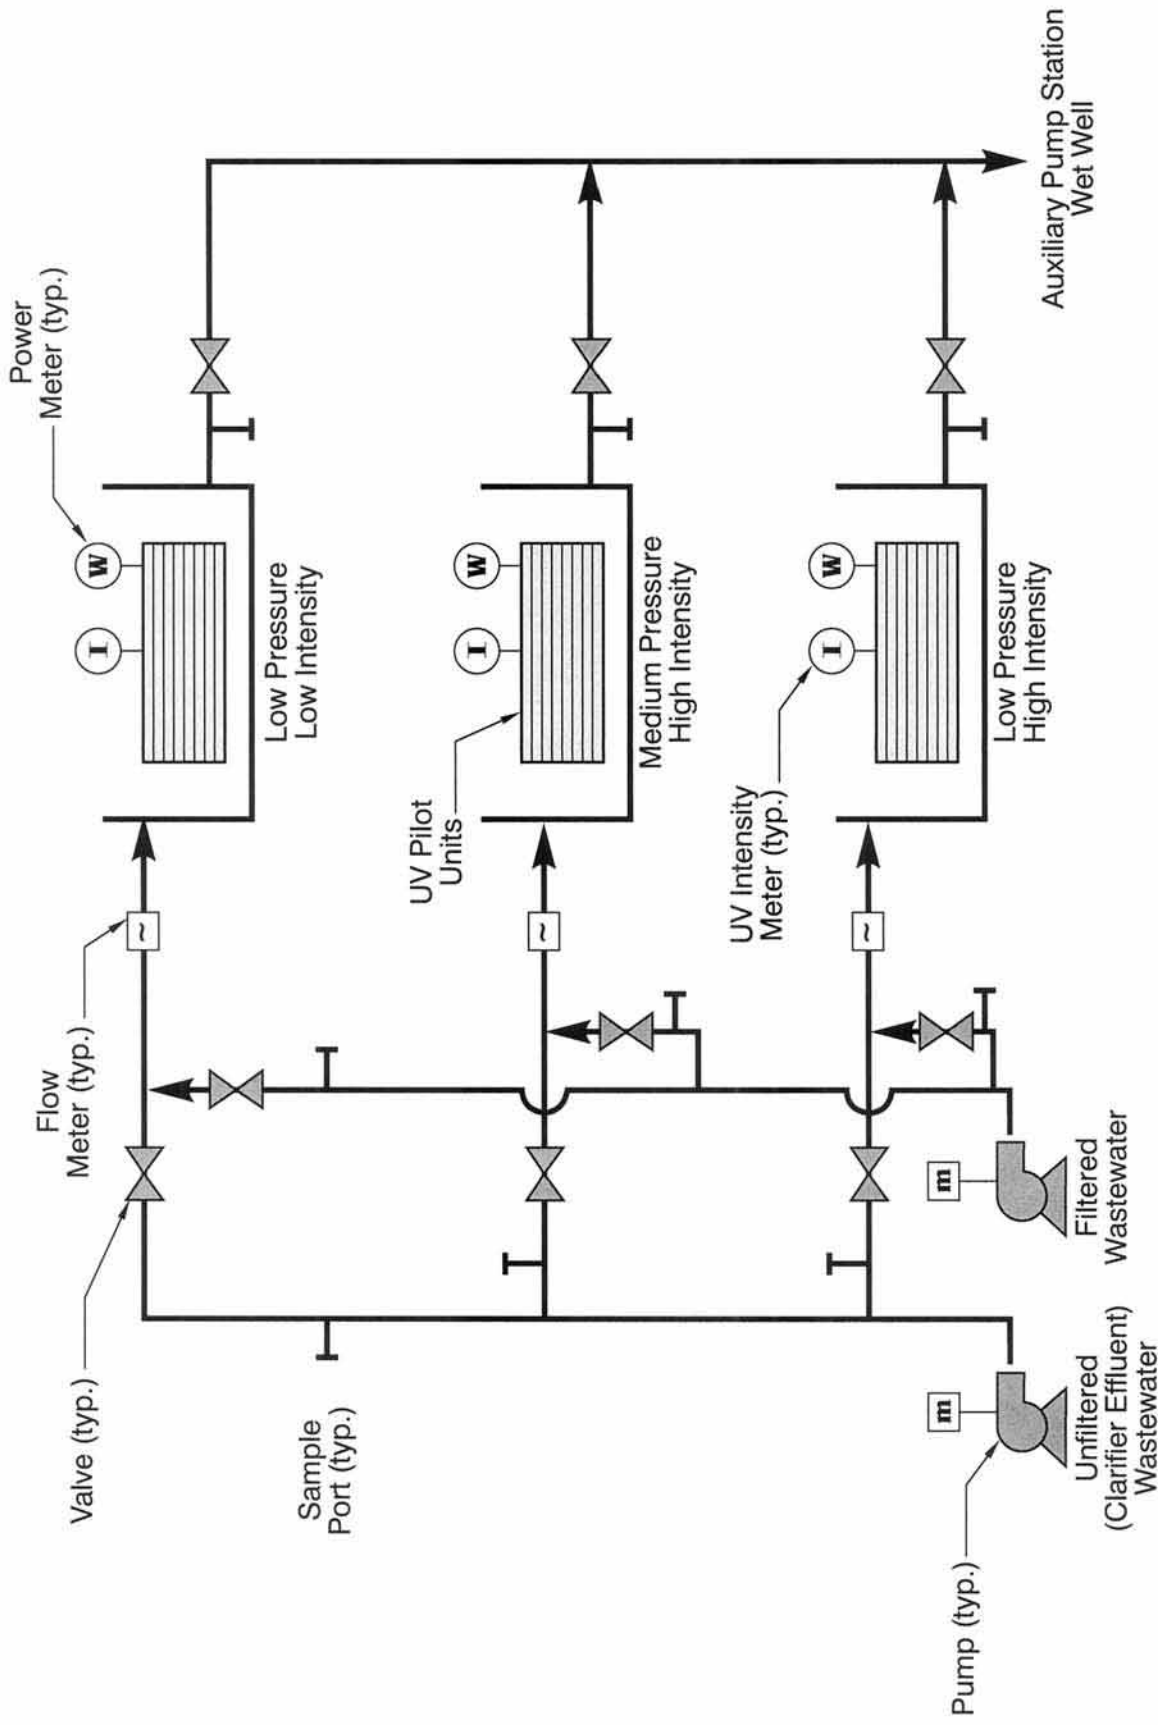 Power
Meter (typ.)
W
I
Low Pressure
Low Intensity
Flow
Meter (typ.)
~
Valve (typ.)
Sample
Port (typ.)
UV Pilot
Units
W
I
Medium Pressure
High Intensity
~
UV Intensity
Meter (typ.)
W
I
Low Pressure
High Intensity
~
m
Filtered
Wastewater
m
Unfiltered
(Clarifier Effluent)
Wastewater
Pump (typ.)
Auxiliary Pump Station
Wet Well